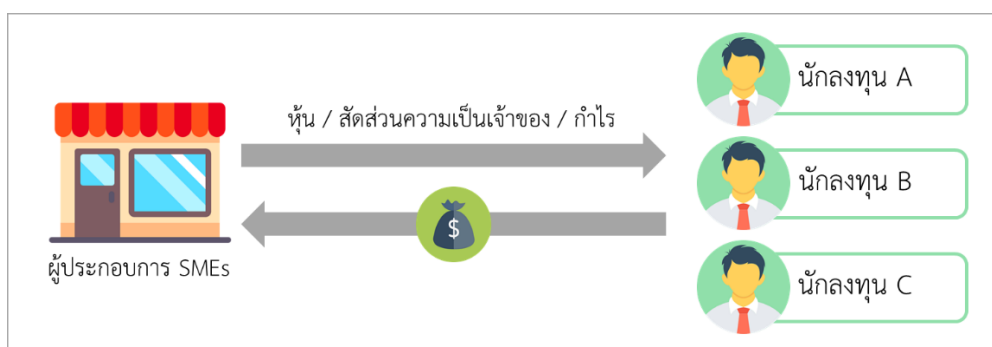 หุ้น / สัดส่วนความเป็นเจ้าของ / กำไร
$
ผู้ประกอบการ SMEs
นักลงทุน A
นักลงทุน B
นักลงทุน C